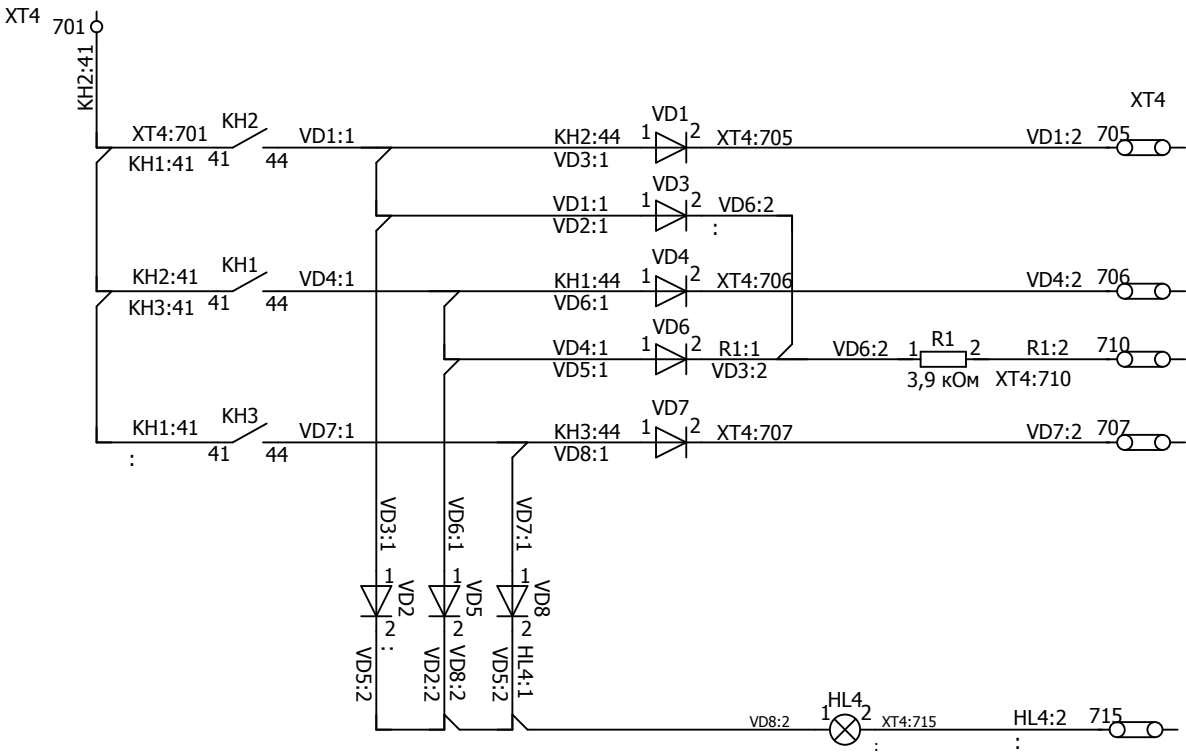 XT4
701
KH2:41
XT4
XT4:701 KH2 VD1:1 KH2:44 1 VD1 2 XT4:705 VD1:2 705
KH1:41 41 44 VD3:1
VD1:1 1 VD3 2 VD6:2
VD2:1 :
KH2:41 KH1 VD4:1 KH1:44 1 VD4 2 XT4:706 VD4:2 706
KH3:41 41 44 VD6:1
VD4:1 1 VD6 2 R1:1 VD6:2 1 R1 2 R1:2 710
VD5:1 VD3:2 3,9 кОм XT4:710
KH1:41 KH3 VD7:1 KH3:44 1 VD7 2 XT4:707 VD7:2 707
: 41 44 VD8:1
VD3:1 VD6:1 VD7:1
1 VD2 1 VD5 1 VD8
2 : 2 2
VD5:2 VD2:2 VD8:2 VD5:2 HL4:1
VD8:2 1 HL4 2 XT4:715 HL4:2 715
: :